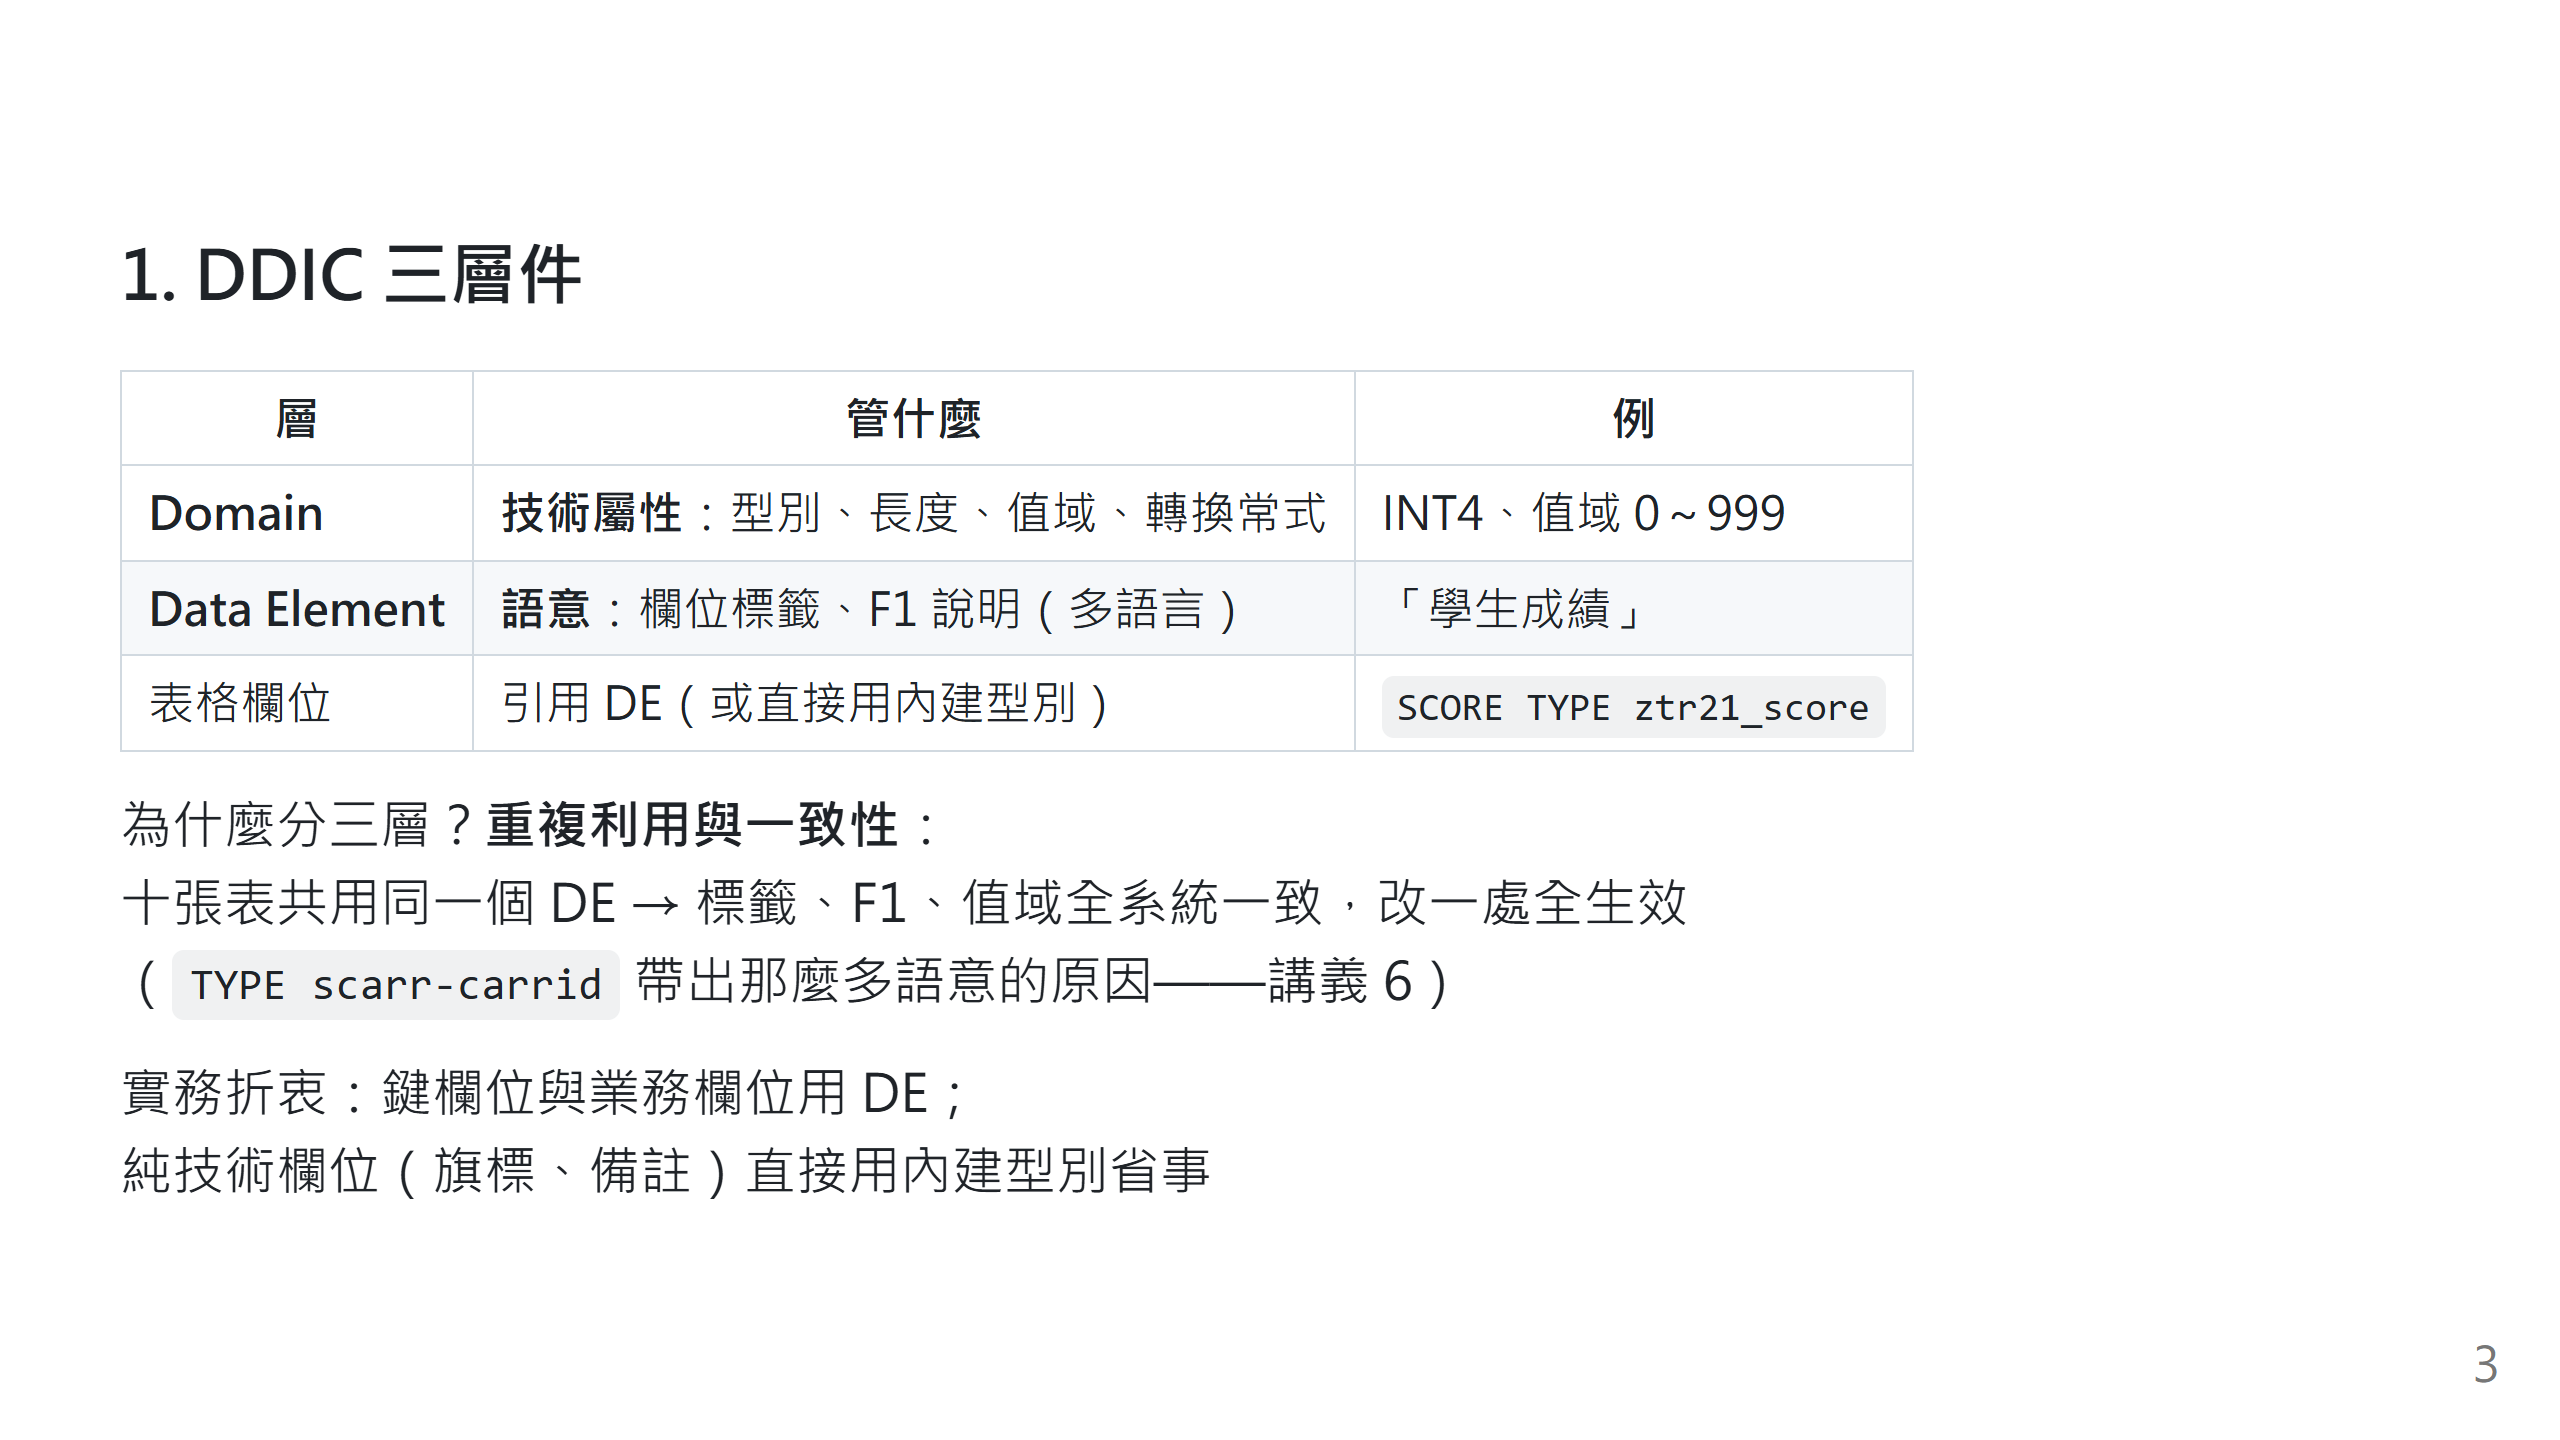 1. DDIC 三層件
層 管什麼 例
Domain 技術屬性：型別、長度、值域、轉換常式 INT4、值域 0 ~ 999
Data Element 語意：欄位標籤、F1 說明（多語言） 「學生成績」
表格欄位 引用 DE（或直接用內建型別） SCORE TYPE ztr21_score
為什麼分三層？重複利用與一致性：
十張表共用同一個 DE → 標籤、F1、值域全系統一致，改一處全生效
（TYPE scarr-carrid 帶出那麼多語意的原因——講義 6）
實務折衷：鍵欄位與業務欄位用 DE；
純技術欄位（旗標、備註）直接用內建型別省事
3